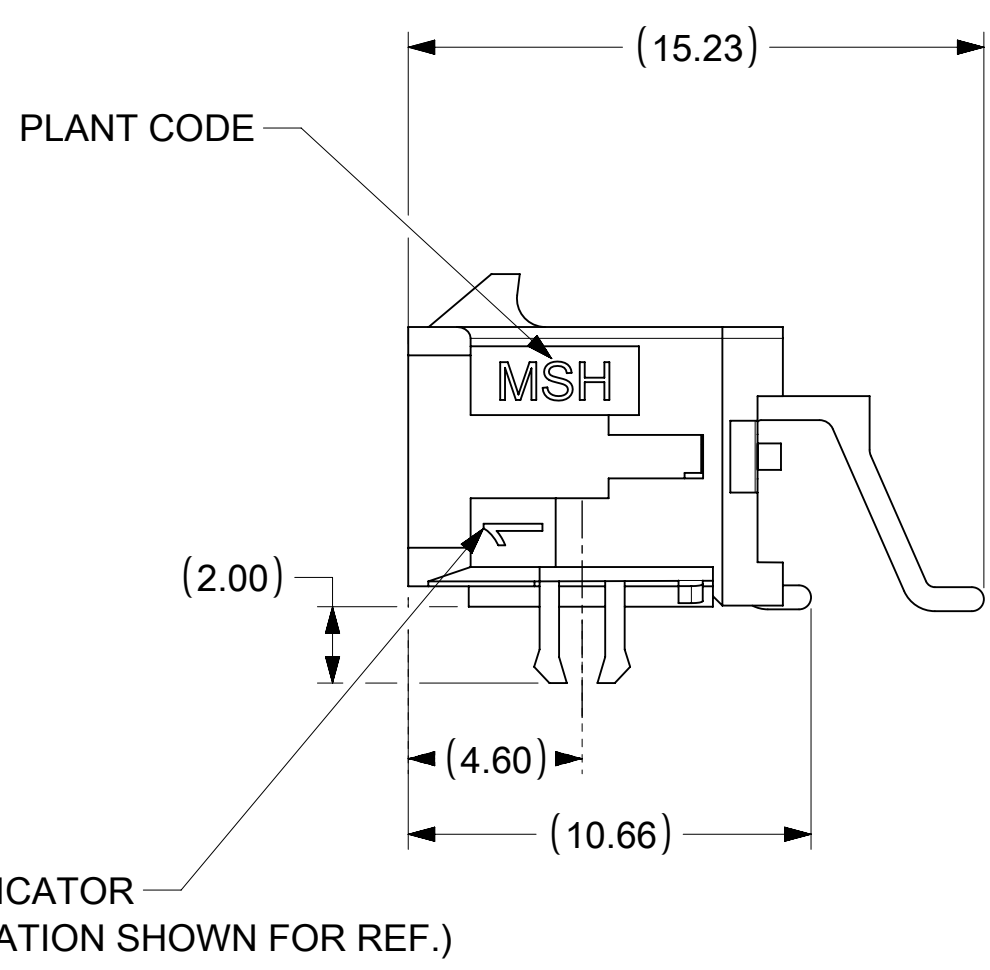 (15.23)
PLANT CODE
MSH
(2.00)
(4.60)
(10.66)
ICATOR
ATION SHOWN FOR REF.)